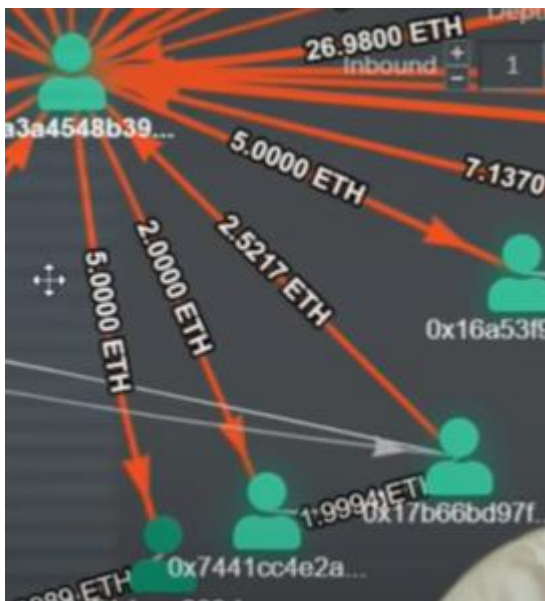 26.9800 ETH
Inbound
+
-
1
a3a4548b39...
5.0000 ETH
7.1370
2.0000 ETH
2.5217 ETH
5.0000 ETH
0x16a53f9
1.9994 ETH
0x17b66bd97f...
0x7441cc4e2a...
ETH